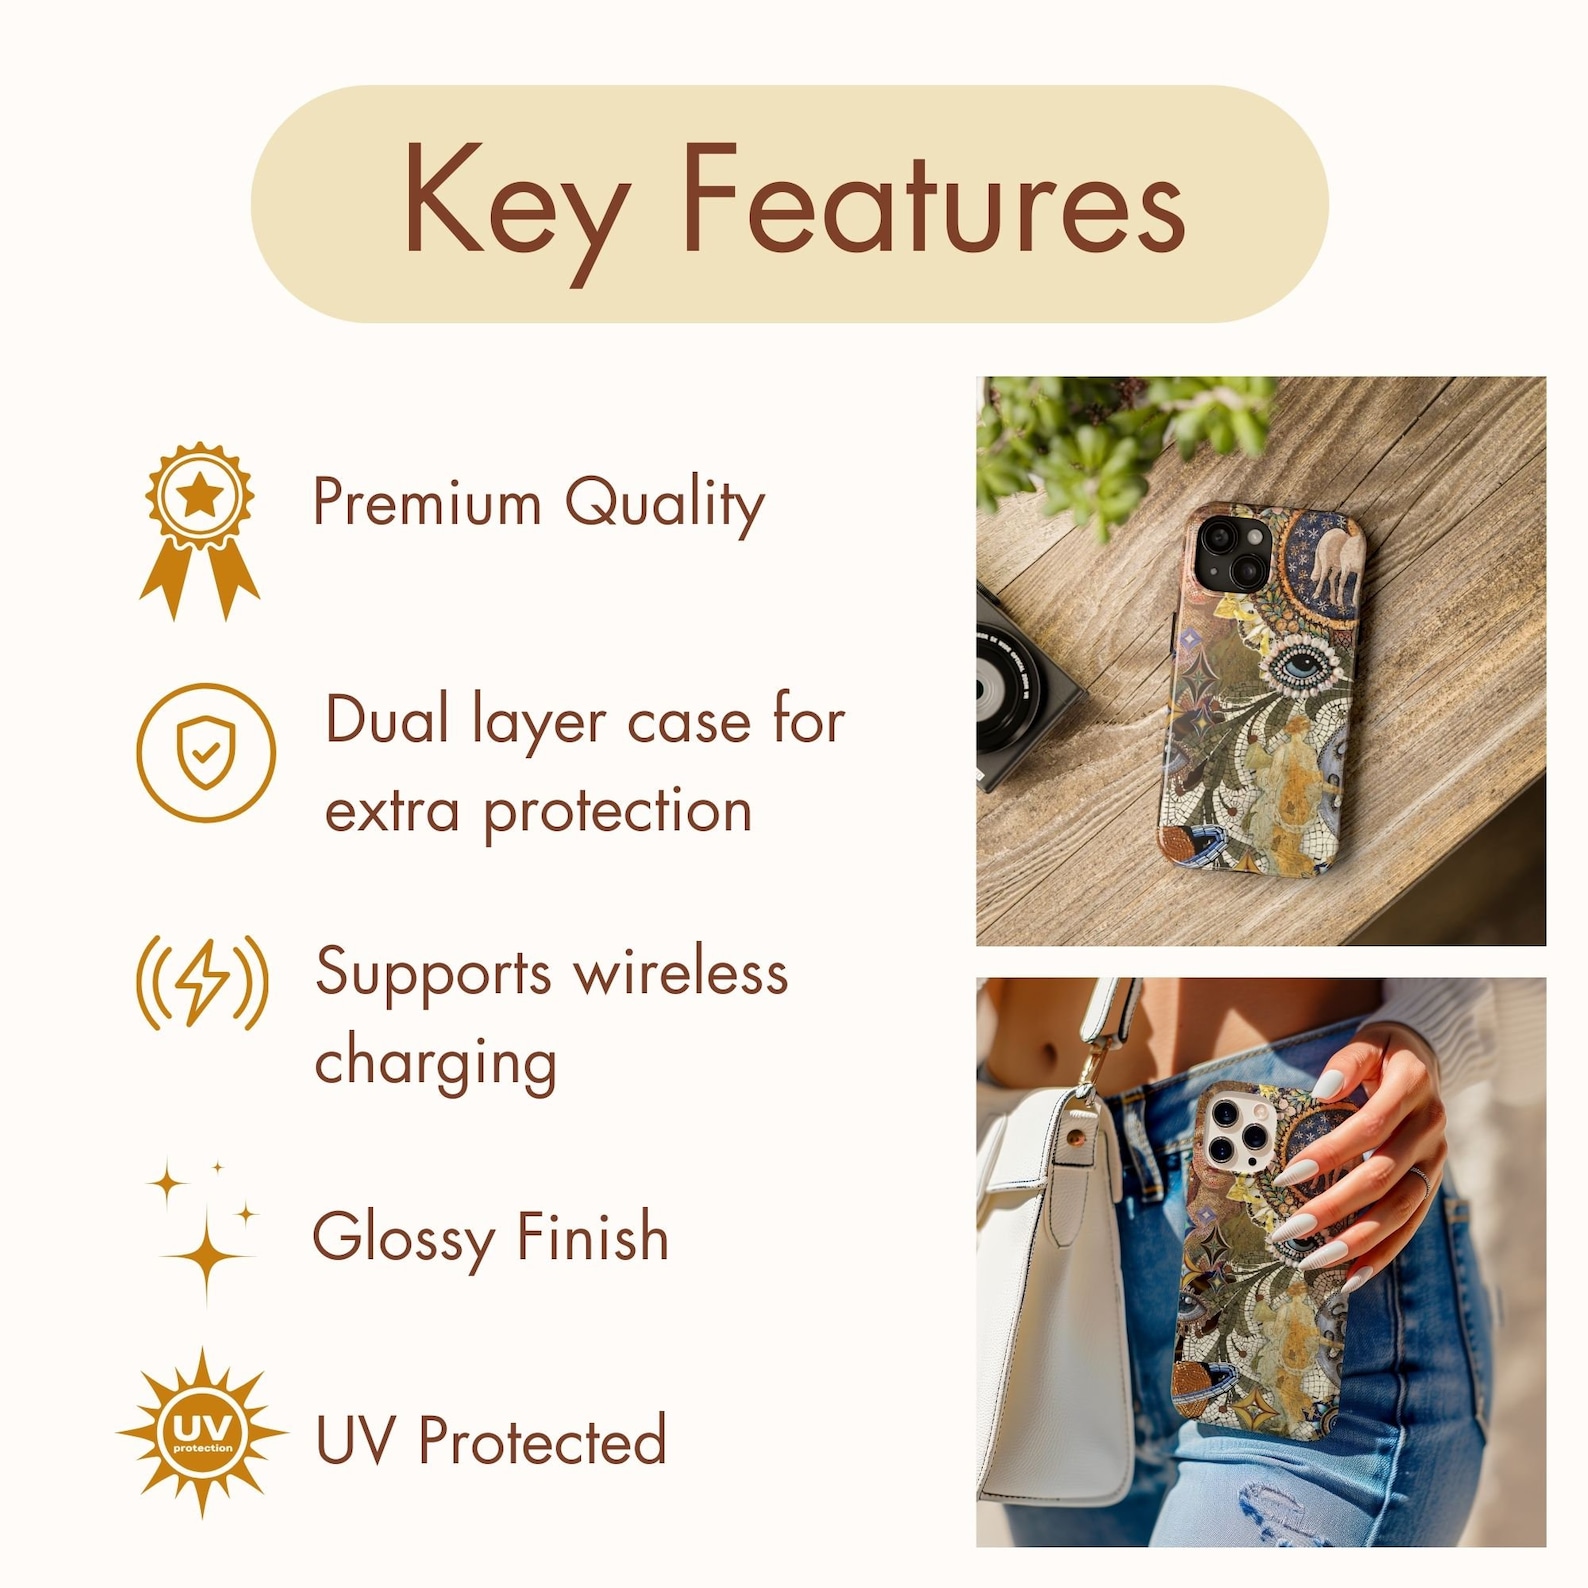 Key Features
Premium Quality
Dual layer case for
extra protection
Supports wireless
charging
Glossy Finish
UV
protection
UV Protected